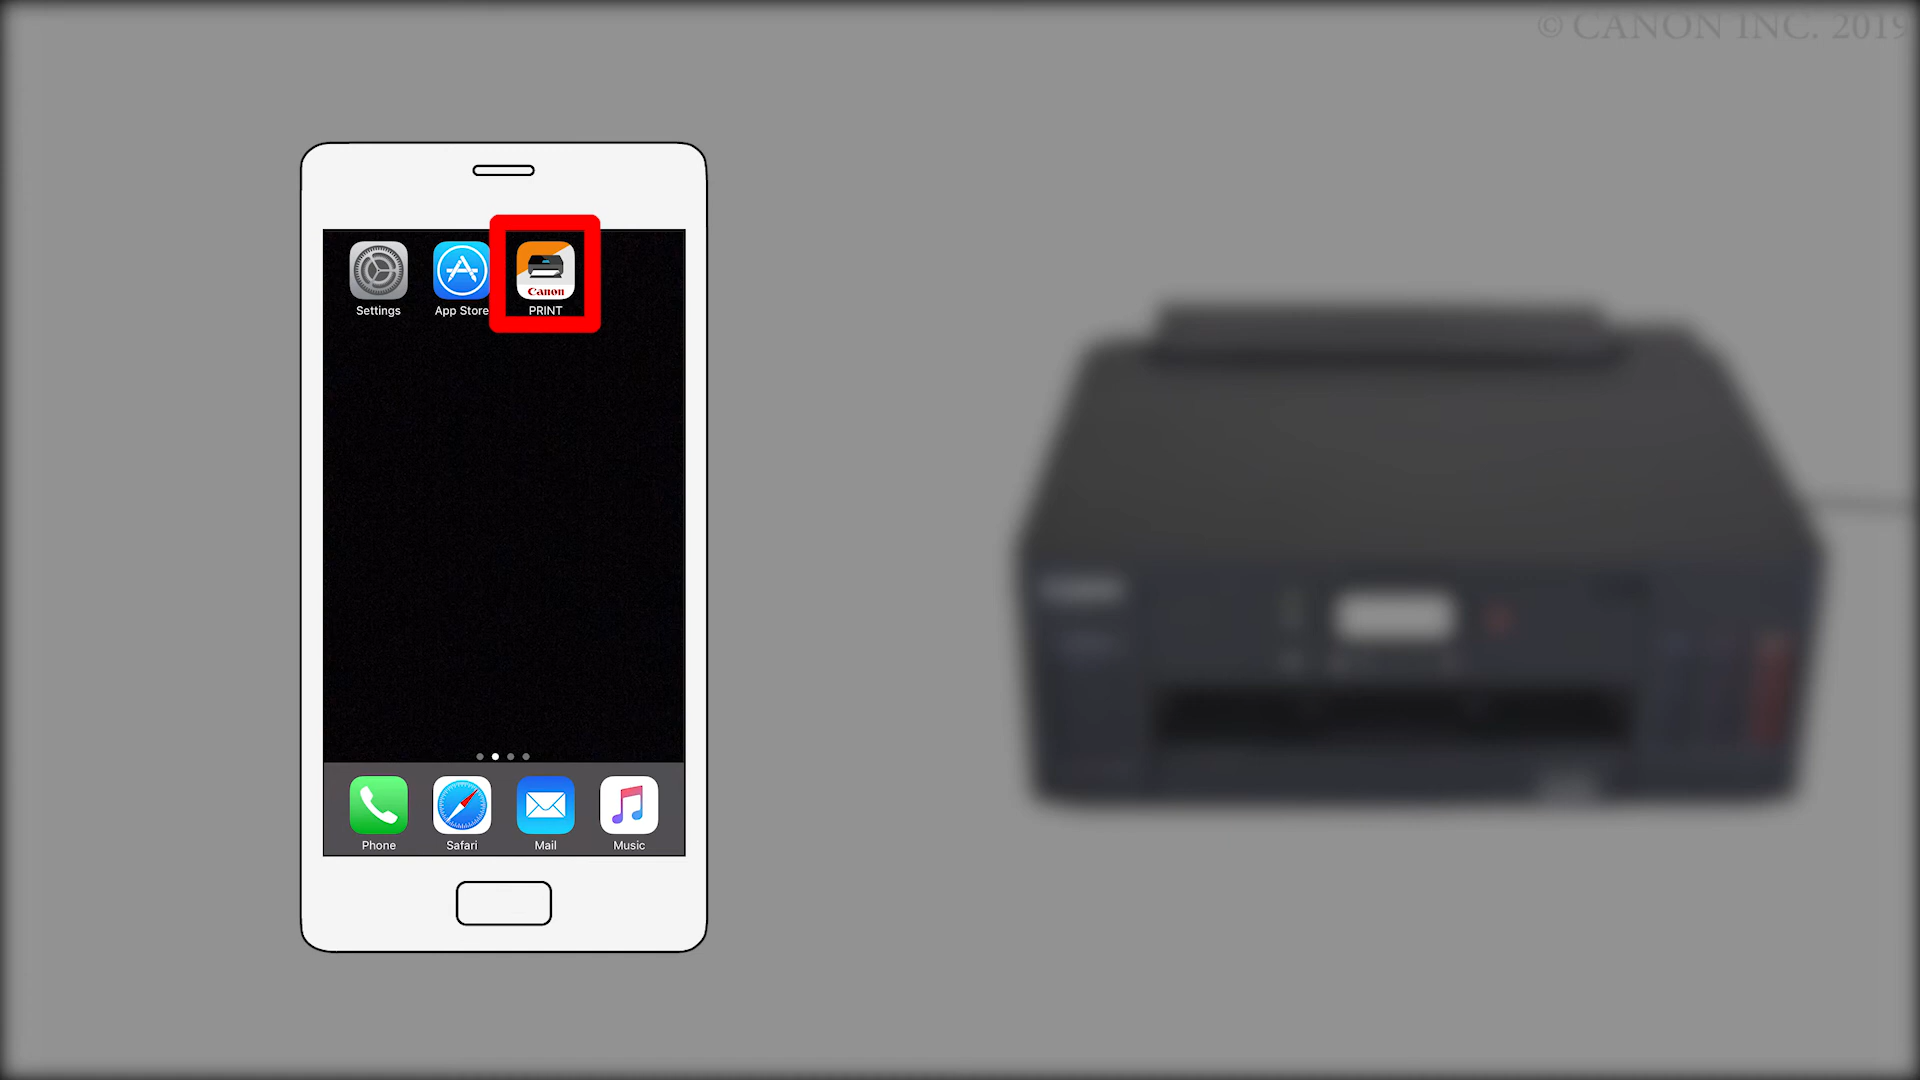 © CANON INC. 2019
Settings App Store PRINT
Canon
Phone Safari Mail Music